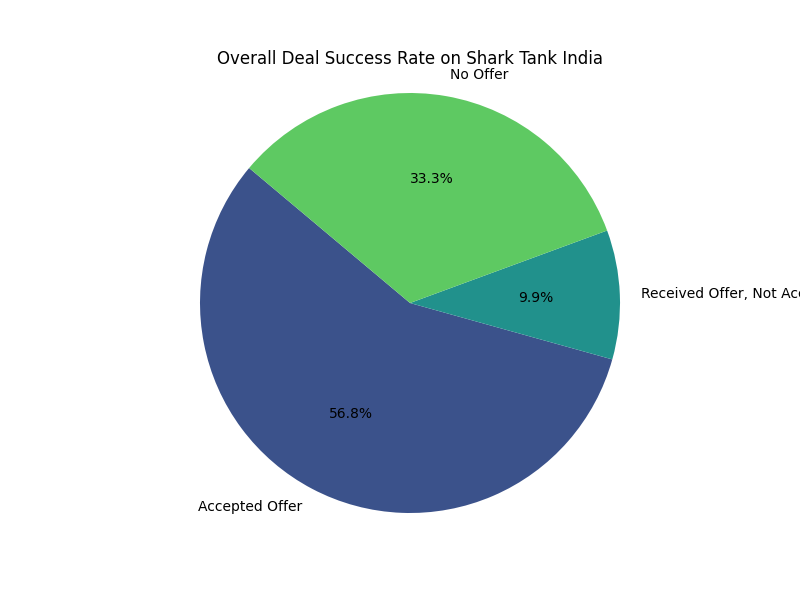 Overall Deal Success Rate on Shark Tank India
No Offer
33.3%
9.9%
Received Offer, Not
56.8%
Accepted Offer